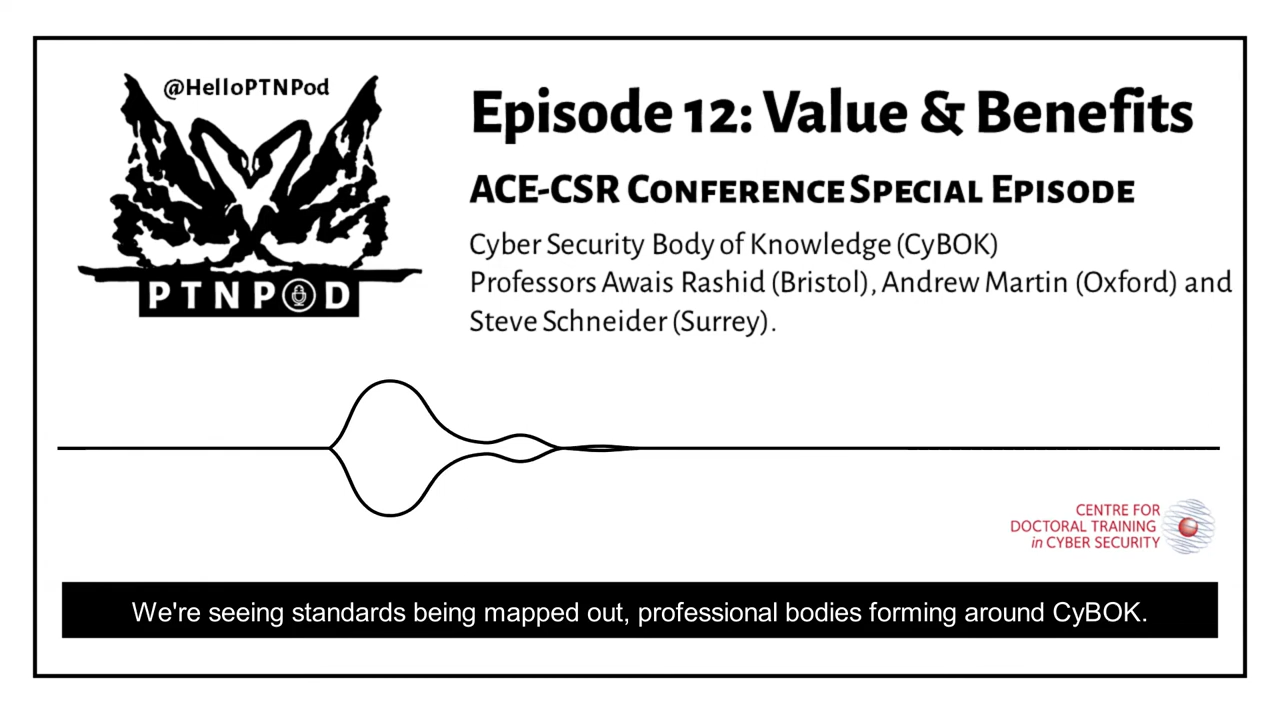 @HelloPTNPod
PTNPOD
Episode 12: Value & Benefits
ACE-CSR Conference Special Episode
Cyber Security Body of Knowledge (CyBOK)
Professors Awais Rashid (Bristol), Andrew Martin (Oxford) and
Steve Schneider (Surrey).
CENTRE FOR
DOCTORAL TRAINING
in CYBER SECURITY
We're seeing standards being mapped out, professional bodies forming around CyBOK.